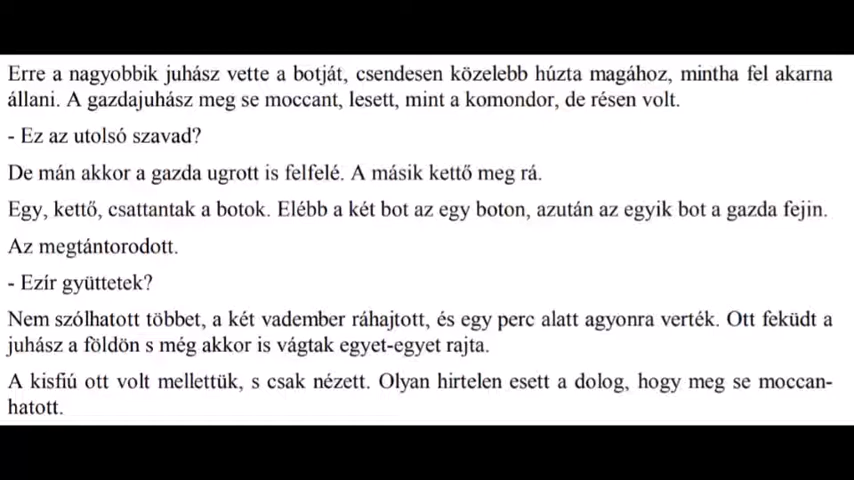 Erre a nagyobbik juhász vette a botját, csendesen közelebb húzta magához, mintha fel akarna
állani. A gazdajuhász meg se moccant, lesett, mint a komondor, de résen volt.
- Ez az utolsó szavad?
De mán akkor a gazda ugrott is felfelé. A másik kettő meg rá.
Egy, kettő, csattantak a botok. Elébb a két bot az egy boton, azután az egyik bot a gazda fejin.
Az megtántorodott.
- Ezír gyüttetek?
Nem szólhatott többet, a két vadember ráhajtott, és egy perc alatt agyonra verték. Ott feküdt a
juhász a földön s még akkor is vágtak egyet-egyet rajta.
A kisfiú ott volt mellettük, s csak nézett. Olyan hirtelen esett a dolog, hogy meg se moccan-
hatott.